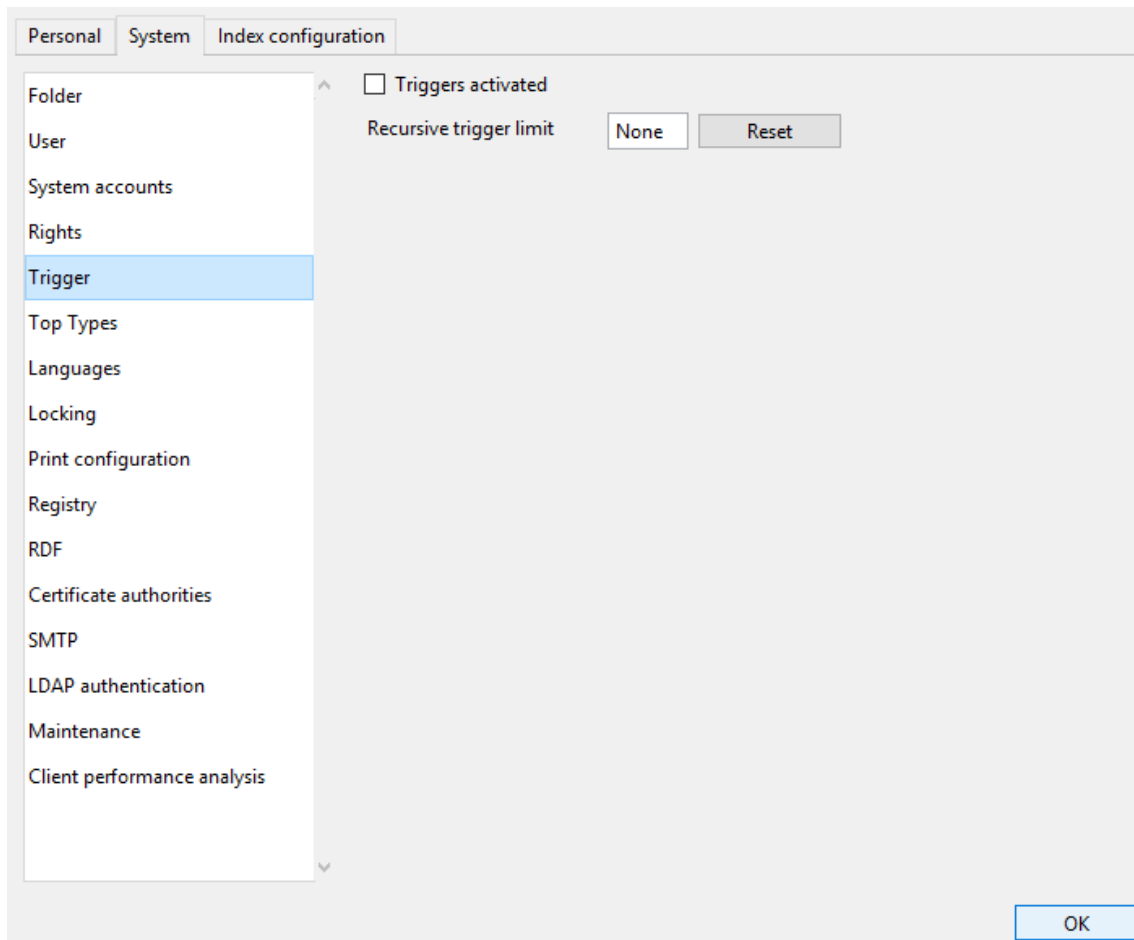 Personal System Index configuration
Folder
User
System accounts
Rights
Trigger
Top Types
Languages
Locking
Print configuration
Registry
RDF
Certificate authorities
SMTP
LDAP authentication
Maintenance
Client performance analysis
Triggers activated
Recursive trigger limit None Reset
OK